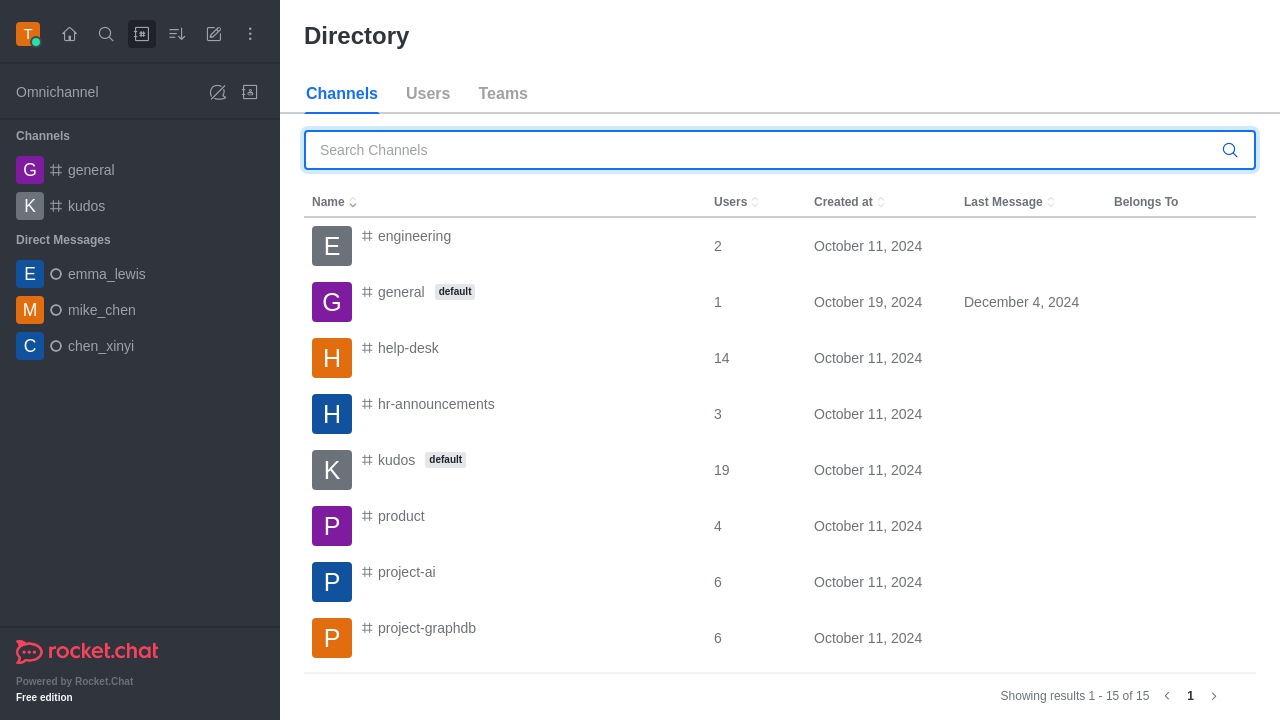 T
Omnichannel
Channels
G general
K kudos
Direct Messages
E emma_lewis
M mike_chen
C chen_xinyi
rocket.chat
Powered by Rocket.Chat
Free edition
Directory
Channels Users Teams
Search Channels
Name Users Created at Last Message Belongs To
E engineering 2 October 11, 2024
G general default 1 October 19, 2024 December 4, 2024
H help-desk 14 October 11, 2024
H hr-announcements 3 October 11, 2024
K kudos default 19 October 11, 2024
P product 4 October 11, 2024
P project-ai 6 October 11, 2024
P project-graphdb 6 October 11, 2024
Showing results 1 - 15 of 15 1